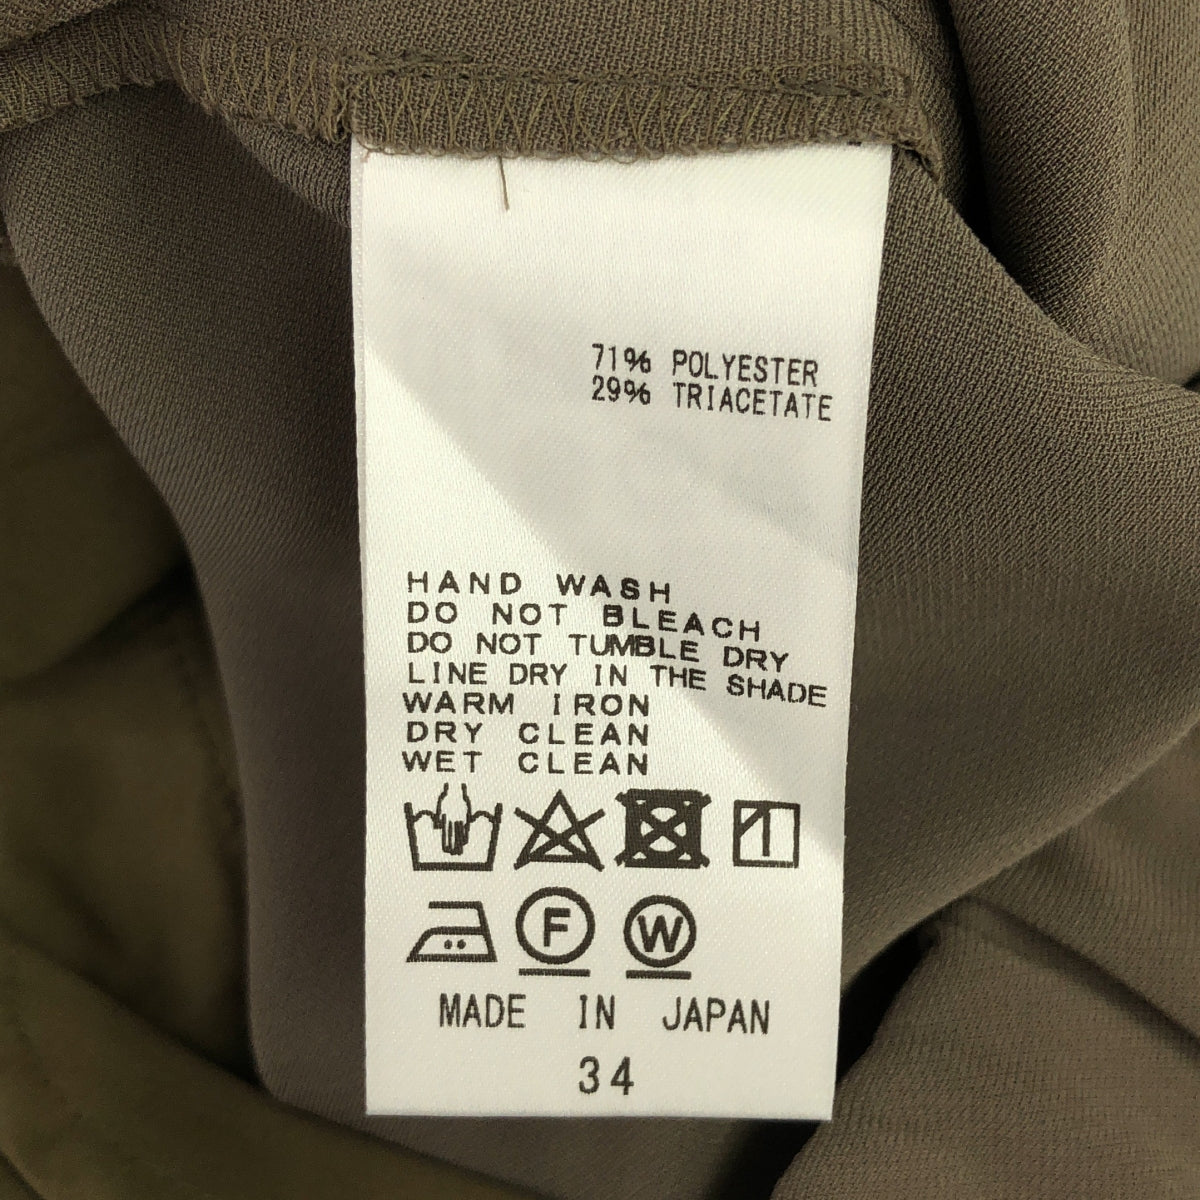 71% POLYESTER
29% TRIACETATE
HAND WASH
DO NOT BLEACH
DO NOT TUMBLE DRY
LINE DRY IN THE SHADE
WARM IRON
DRY CLEAN
WET CLEAN
F W
MADE IN JAPAN
34